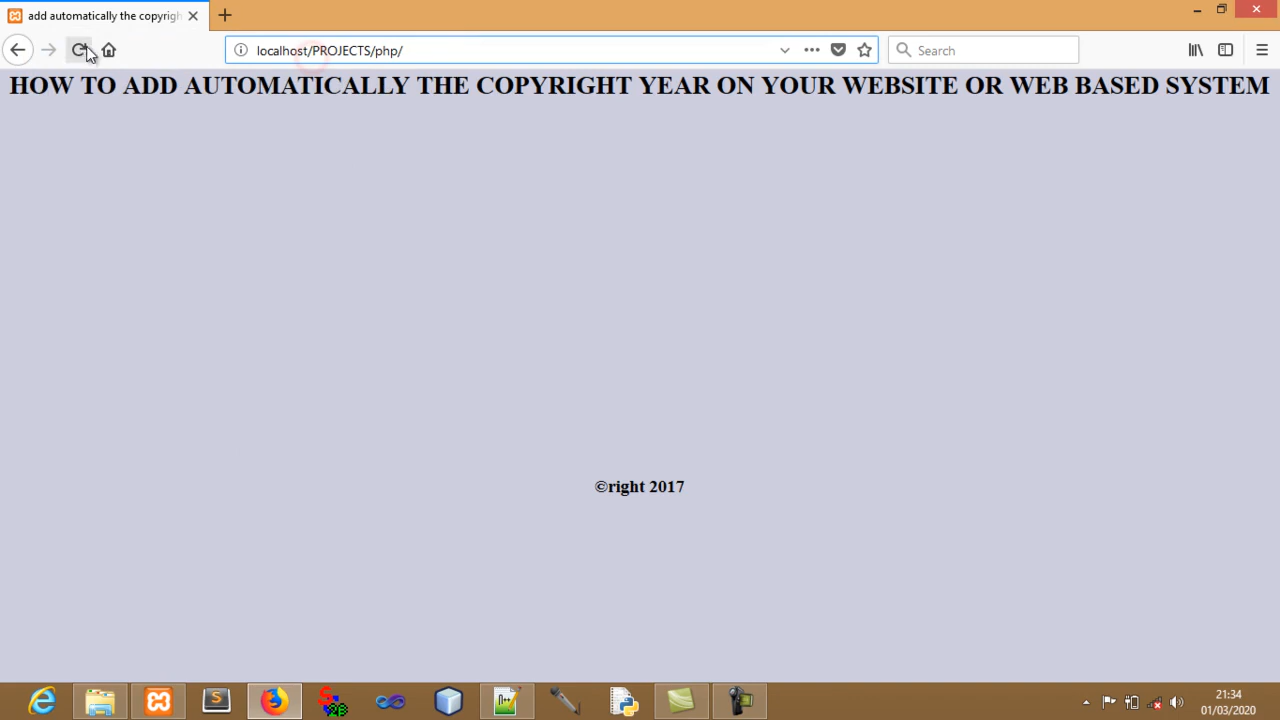 add automatically the copyrigh
localhost/PROJECTS/php/
Search
HOW TO ADD AUTOMATICALLY THE COPYRIGHT YEAR ON YOUR WEBSITE OR WEB BASED SYSTEM
©right 2017
21:34
01/03/2020